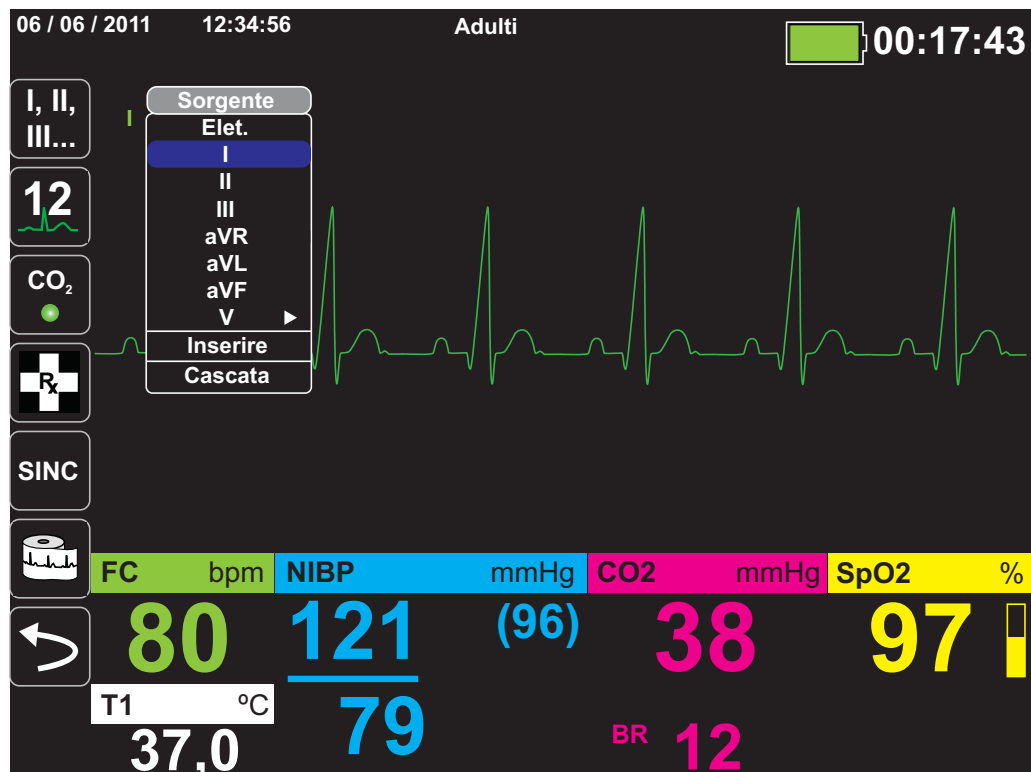 06 / 06 / 2011 12:34:56 Adulti 00:17:43
I, II,
III...
I
Sorgente
Elet.
I
II
III
aVR
aVL
aVF
V
Inserire
Cascata
12
CO₂
Rx
SINC
FC bpm NIBP mmHg CO2 mmHg SpO2 %
80 121 (96) 38 97
T1 ºC
79
37,0
BR 12